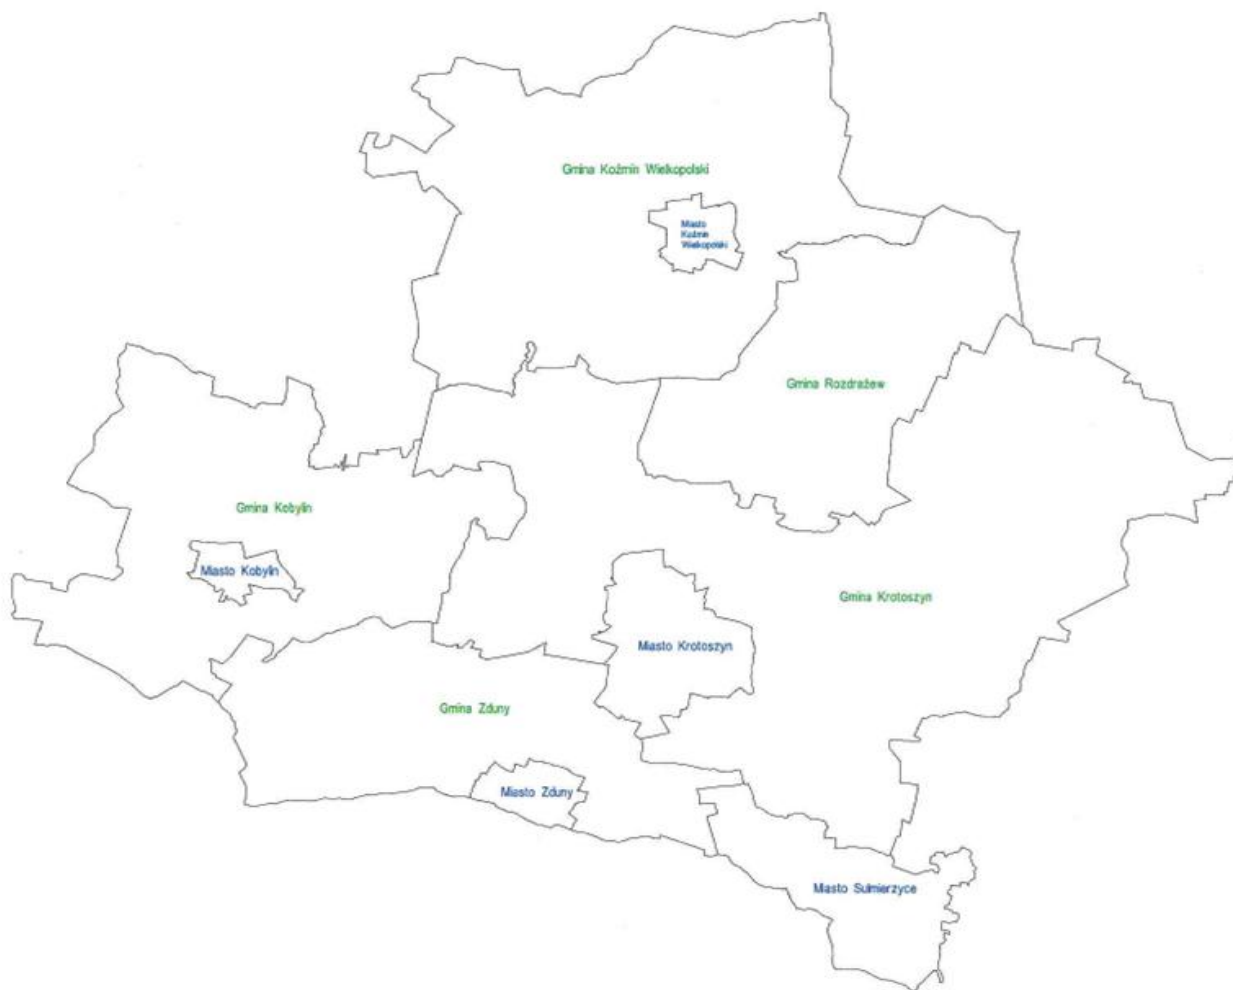 Gmina Koźmin Wielkopolski
Miasto
Koźmin
Wielkopolski
Gmina Rozdrażew
Gmina Kobylin
Miasto Kobylin
Gmina Krotoszyn
Miasto Krotoszyn
Gmina Zduny
Miasto Zduny
Miasto Sulmierzyce